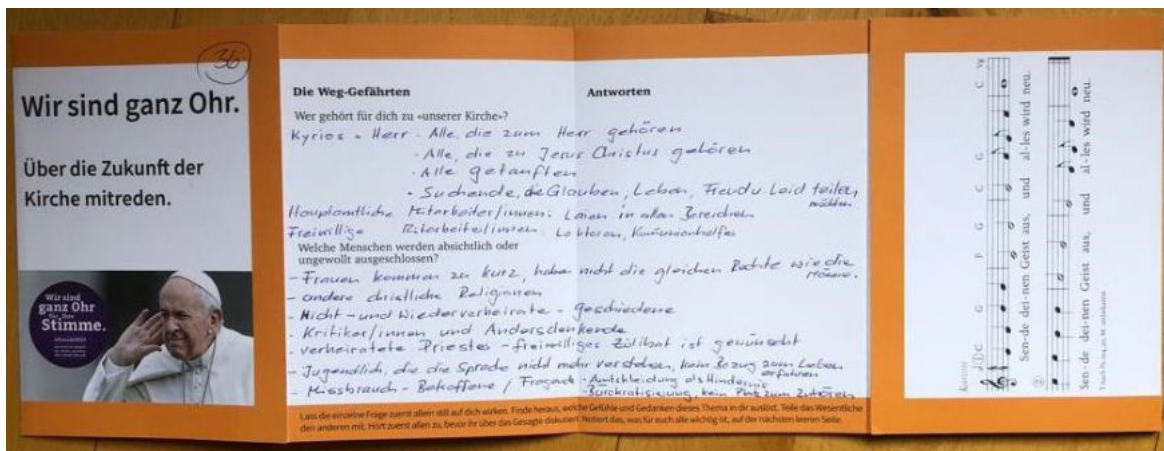 36
Wir sind ganz Ohr.
Über die Zukunft der
Kirche mitreden.
Wir sind
ganz Ohr
für Ihre
Stimme.
Die Weg-Gefährten
Wer gehört für dich zu «unserer Kirche»?
Kyrios = Herr - Alle, die zum Herr gehören
- Alle, die zu Jesus Christus gehören
- Alle getauften
- Suchende, die Glauben, Leben, Freud u. Leid teilen
möchten
Hauptamtliche Mitarbeiter/innen: Laien in allen Bereichen
Freiwillige Mitarbeiter/innen: Lektoren, Kommunionhelfer
Welche Menschen werden absichtlich oder
ungewollt ausgeschlossen?
- Frauen kommen zu kurz, haben nicht die gleichen Rechte wie die
Männer.
- andere christliche Religionen
- Nicht- und Wiederverheirate - geschiedene
- Kritiker/innen und Andersdenkende
- verheiratete Priester - freiwilliges Zölibat ist gewünscht
- Jugendlich, die die Sprache nicht mehr verstehen, kein Bezug zum Leben
erfahren
- Missbrauch - Betroffene / - Amtskleidung als Hindernis
- Bürokratisierung, kein Platz zum Zuhören
Antworten
Lass die einzelne Frage zuerst allein still auf dich wirken. Finde heraus, welche Gefühle und Gedanken dieses Thema in dir auslöst. Teile das Wesentliche
den anderen mit. Hört zuerst allen zu, bevor ihr über das Gesagte diskutiert. Notiert das, was für euch alle wichtig ist, auf der nächsten leeren Seite.
Kanon
C G G F G G C
Sen-de dei-nen Geist aus, und al-les wird neu.
Sen-de dei-nen Geist aus, und al-les wird neu.